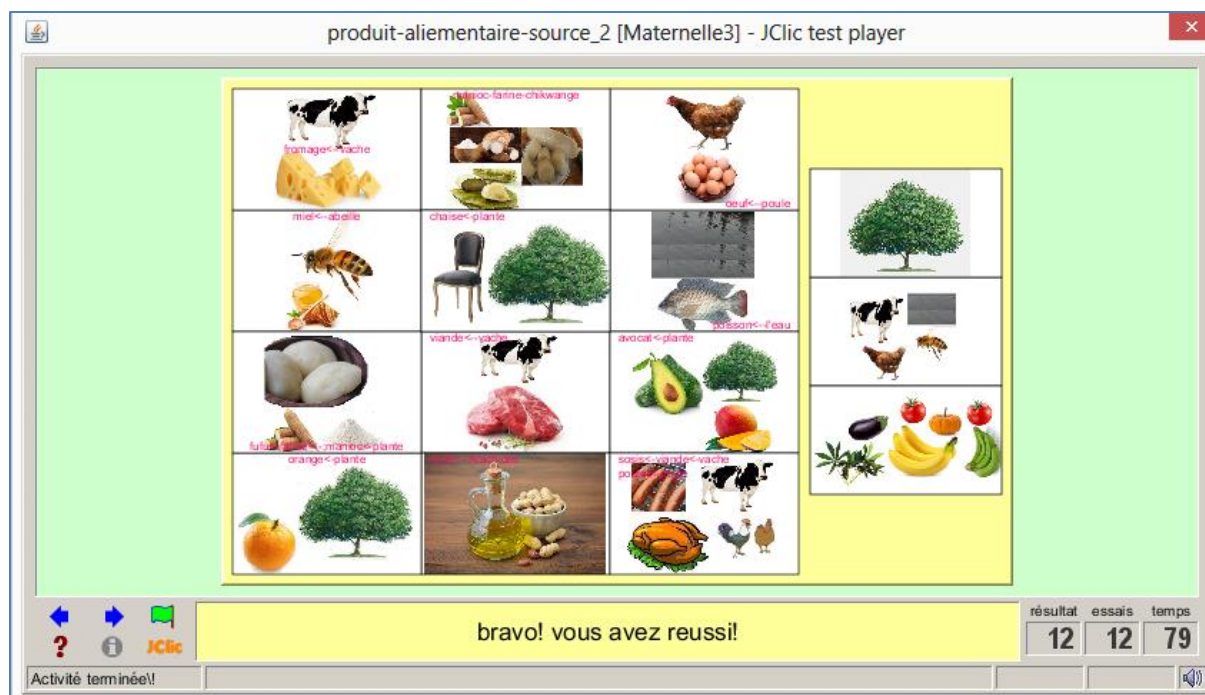 produit-aliementaire-source_2 [Maternelle3] - JClic test player
fromage<--vache
manioc-farine-chikwange
oeuf<--poule
miel<--abeille
chaise<-plante
poisson<--l'eau
viande<--vache
avocat<-plante
manioc<-plante
orange<-plante
sosis<-viande<-vache
bravo! vous avez reussi!
résultat essais temps
12 12 79
? i JClic
Activité terminée\!